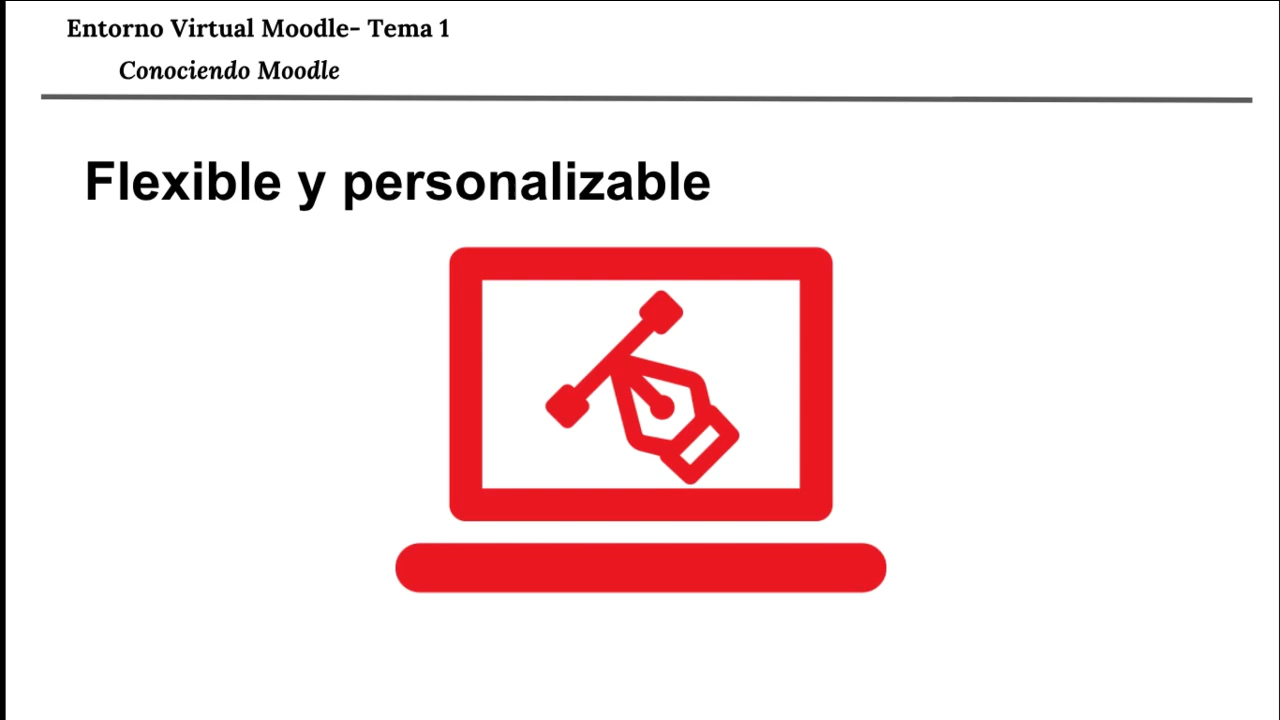 Entorno Virtual Moodle- Tema 1
Conociendo Moodle
Flexible y personalizable